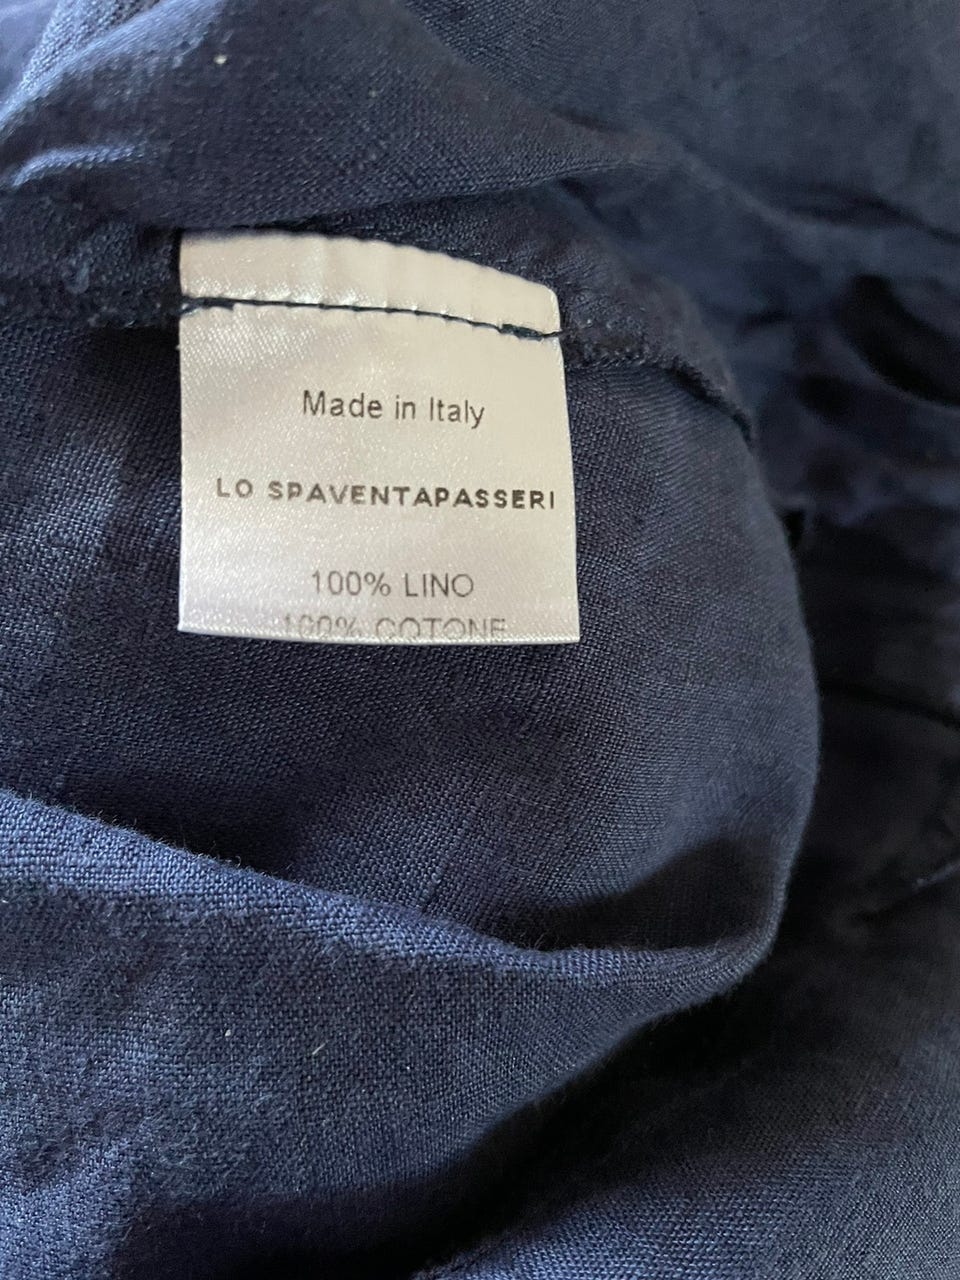 Made in Italy
LO SPAVENTAPASSERI
100% LINO
100% COTONE